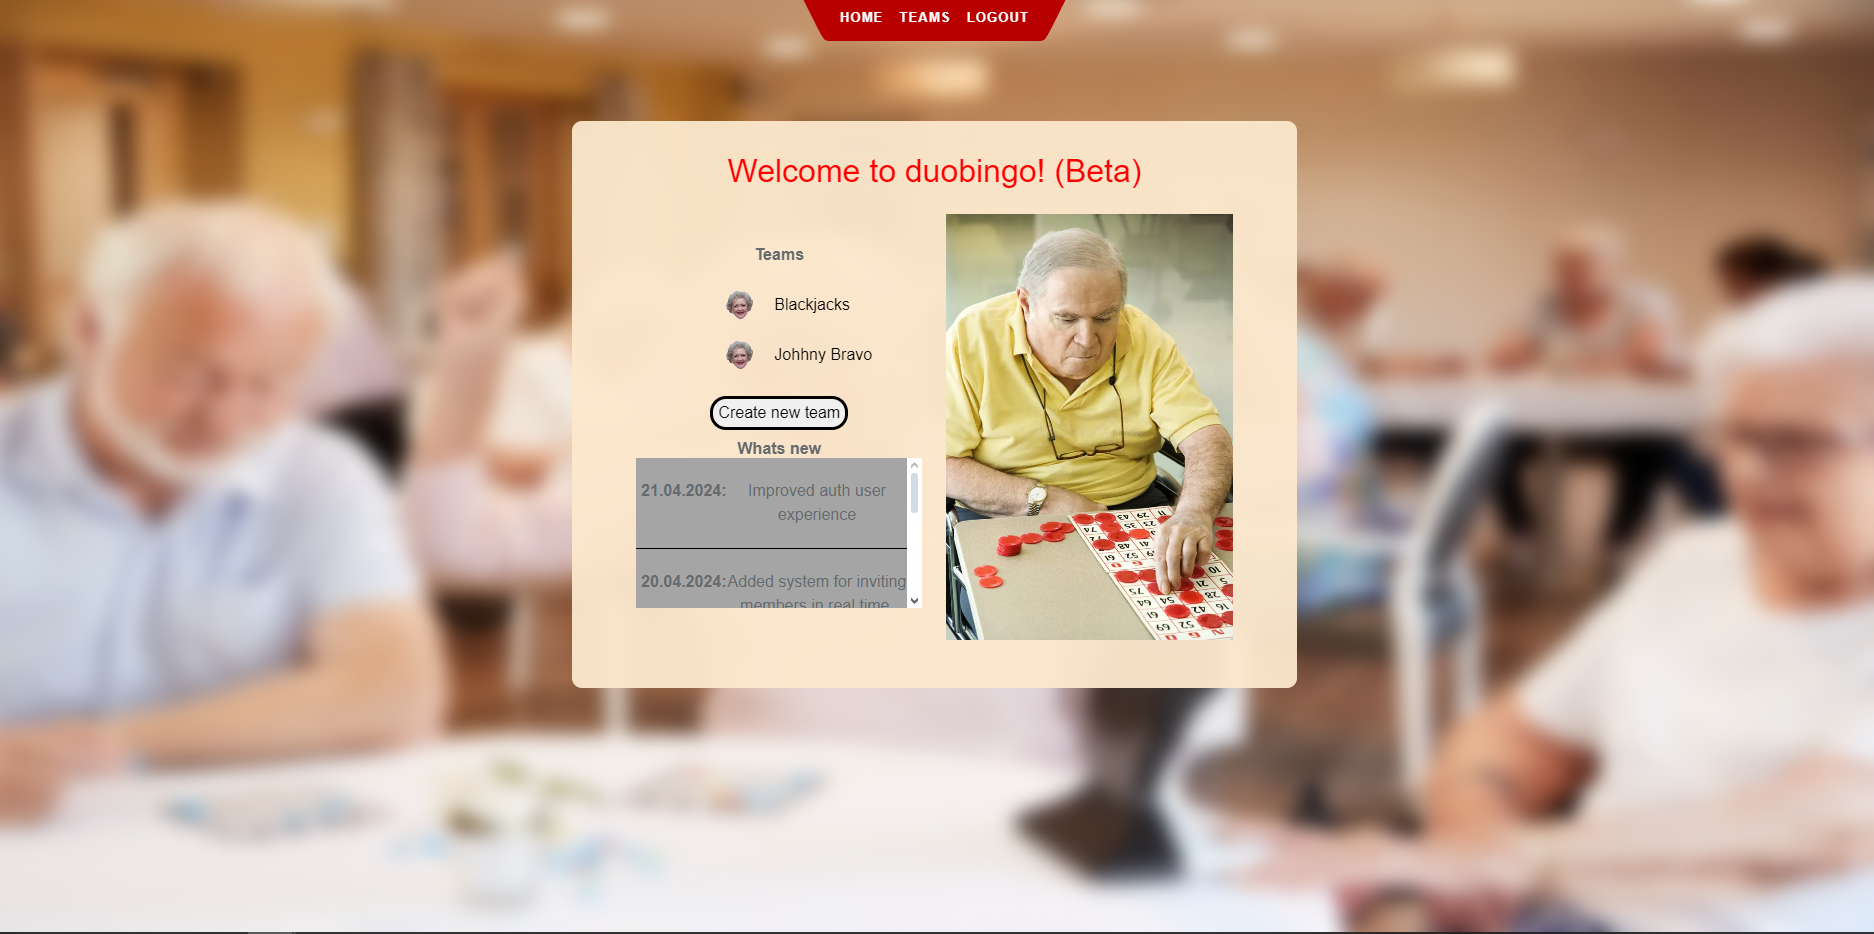 HOME TEAMS LOGOUT
Welcome to duobingo! (Beta)
Teams
Blackjacks
Johhny Bravo
Create new team
Whats new
21.04.2024: Improved auth user
experience
20.04.2024: Added system for inviting
members in real time